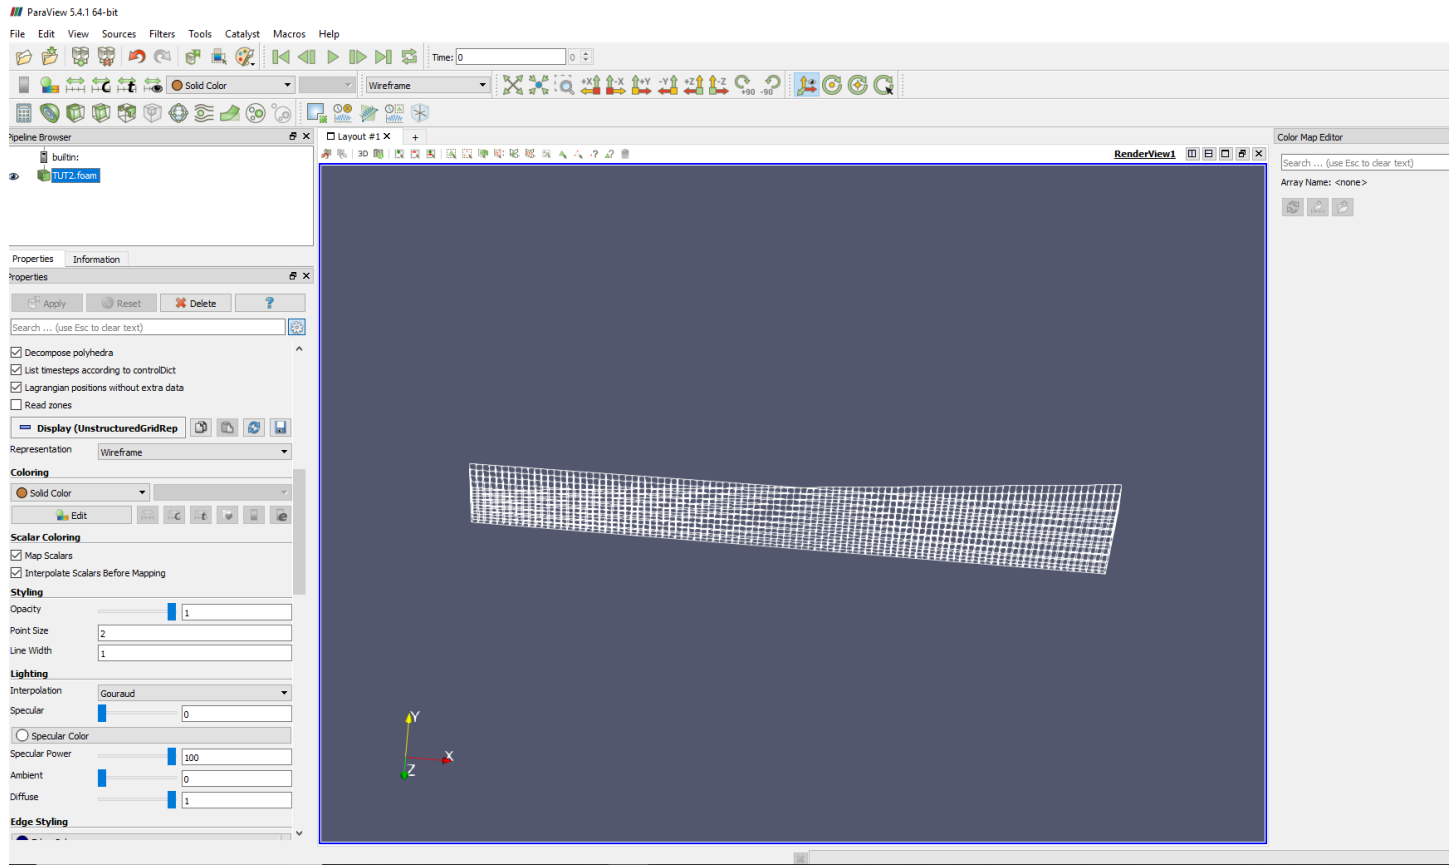 ParaView 5.4.1 64-bit
File Edit View Sources Filters Tools Catalyst Macros Help
Time: 0 0
Solid Color Wireframe +X -X +Y -Y +Z -Z +90 -90
Pipeline Browser
builtin:
TUT2.foam
Properties Information
Properties
Apply Reset Delete ?
Search ... (use Esc to clear text)
Decompose polyhedra
List timesteps according to controlDict
Lagrangian positions without extra data
Read zones
Display (UnstructuredGridRep
Representation Wireframe
Coloring
Solid Color
Edit
Scalar Coloring
Map Scalars
Interpolate Scalars Before Mapping
Styling
Opacity 1
Point Size 2
Line Width 1
Lighting
Interpolation Gouraud
Specular 0
Specular Color
Specular Power 100
Ambient 0
Diffuse 1
Edge Styling
Layout #1 +
3D RenderView1
Y
X
Z
Color Map Editor
Search ... (use Esc to clear text)
Array Name: <none>